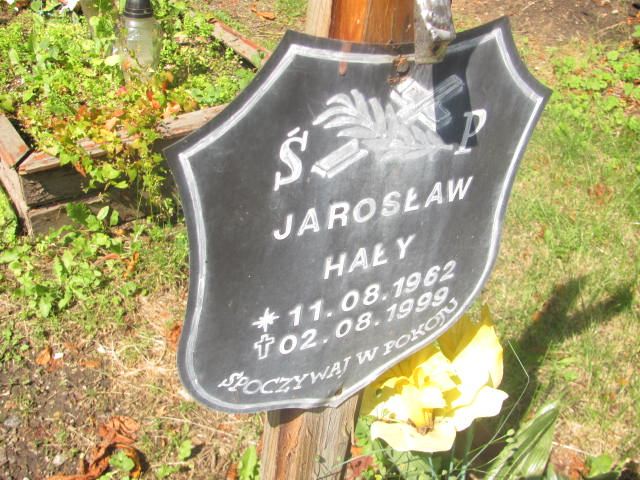 Ś P
JAROSŁAW
HAŁY
* 11.08.1962
† 02.08.1999
SPOCZYWAJ W POKOJU